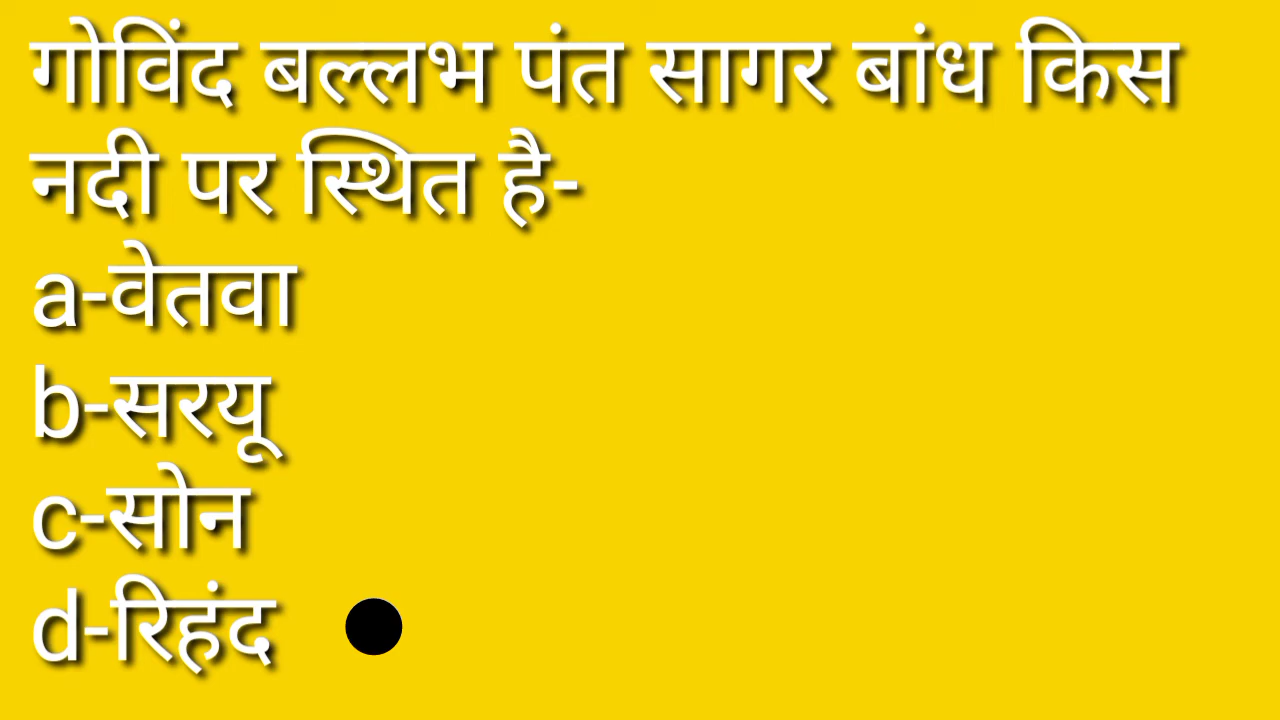 गोविंद बल्लभ पंत सागर बांध किस
नदी पर स्थित है-
a-वेतवा
b-सरयू
c-सोन
d-रिहंद